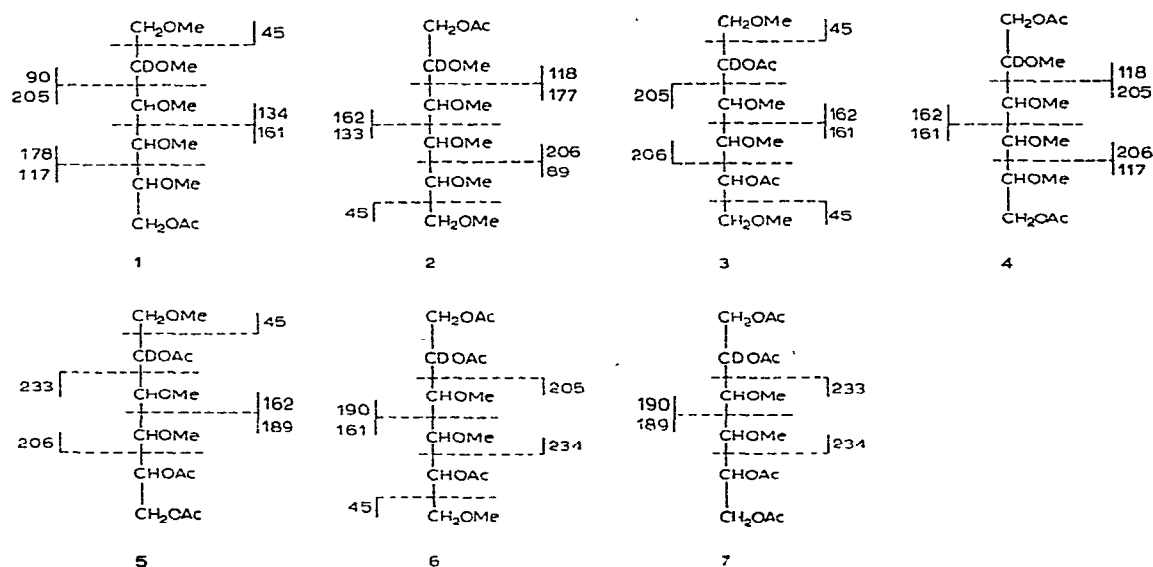 CH2OMe
45
CDOMe
90
205
CHOMe
134
161
CHOMe
178
117
CHOMe
CH2OAc
1
CH2OAc
CDOMe
118
177
CHOMe
162
133
CHOMe
206
89
CHOMe
45
CH2OMe
2
CH2OMe
45
CDOAc
205
CHOMe
162
161
CHOMe
206
CHOAc
45
CH2OMe
3
CH2OAc
CDOMe
118
205
CHOMe
162
161
CHOMe
206
117
CHOMe
CH2OAc
4
CH2OMe
45
CDOAc
233
CHOMe
162
189
CHOMe
206
CHOAc
CH2OAc
5
CH2OAc
CDOAc
205
CHOMe
190
161
CHOMe
234
CHOAc
45
CH2OMe
6
CH2OAc
CDOAc
233
CHOMe
190
189
CHOMe
234
CHOAc
CH2OAc
7